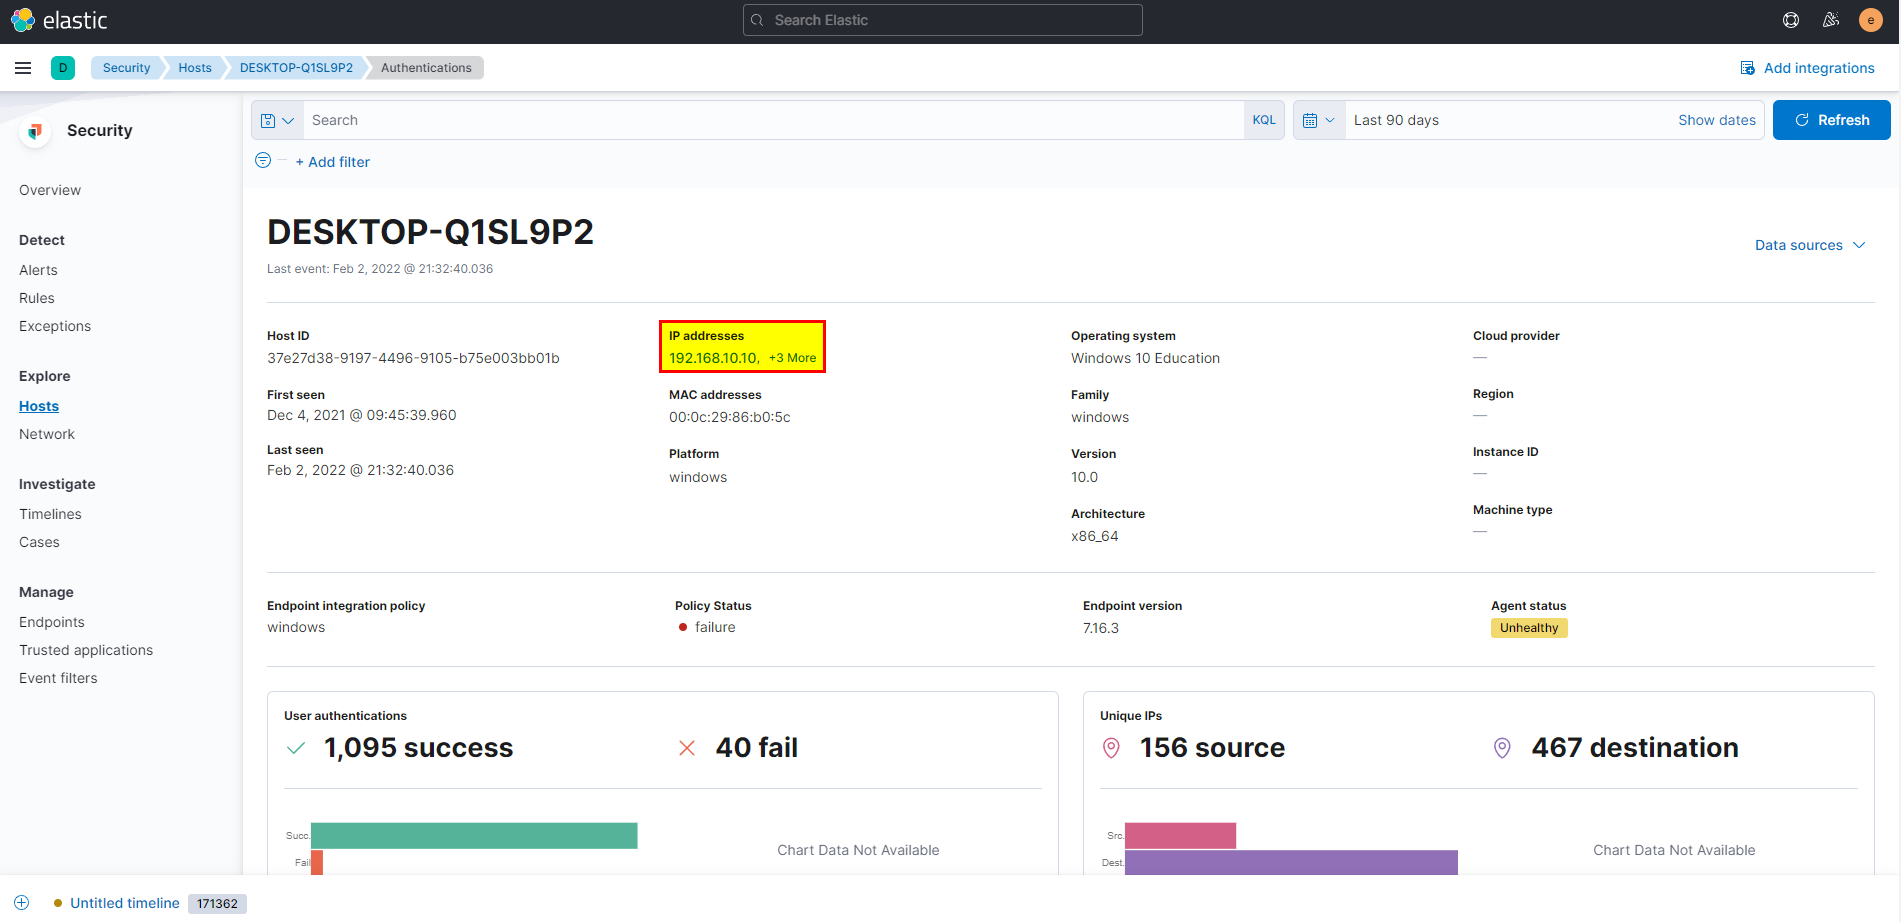 elastic
Search Elastic
e
D
Security
Hosts
DESKTOP-Q1SL9P2
Authentications
Add integrations
Security
Search
KQL
Last 90 days
Show dates
Refresh
+ Add filter
Overview
Detect
Alerts
Rules
Exceptions
Explore
Hosts
Network
Investigate
Timelines
Cases
Manage
Endpoints
Trusted applications
Event filters
DESKTOP-Q1SL9P2
Last event: Feb 2, 2022 @ 21:32:40.036
Data sources
Host ID
37e27d38-9197-4496-9105-b75e003bb01b
First seen
Dec 4, 2021 @ 09:45:39.960
Last seen
Feb 2, 2022 @ 21:32:40.036
IP addresses
192.168.10.10, +3 More
MAC addresses
00:0c:29:86:b0:5c
Platform
windows
Operating system
Windows 10 Education
Family
windows
Version
10.0
Architecture
x86_64
Cloud provider
—
Region
—
Instance ID
—
Machine type
—
Endpoint integration policy
windows
Policy Status
failure
Endpoint version
7.16.3
Agent status
Unhealthy
User authentications
1,095 success
40 fail
Succ.
Fail
Chart Data Not Available
Unique IPs
156 source
467 destination
Src.
Dest.
Chart Data Not Available
Untitled timeline
171362